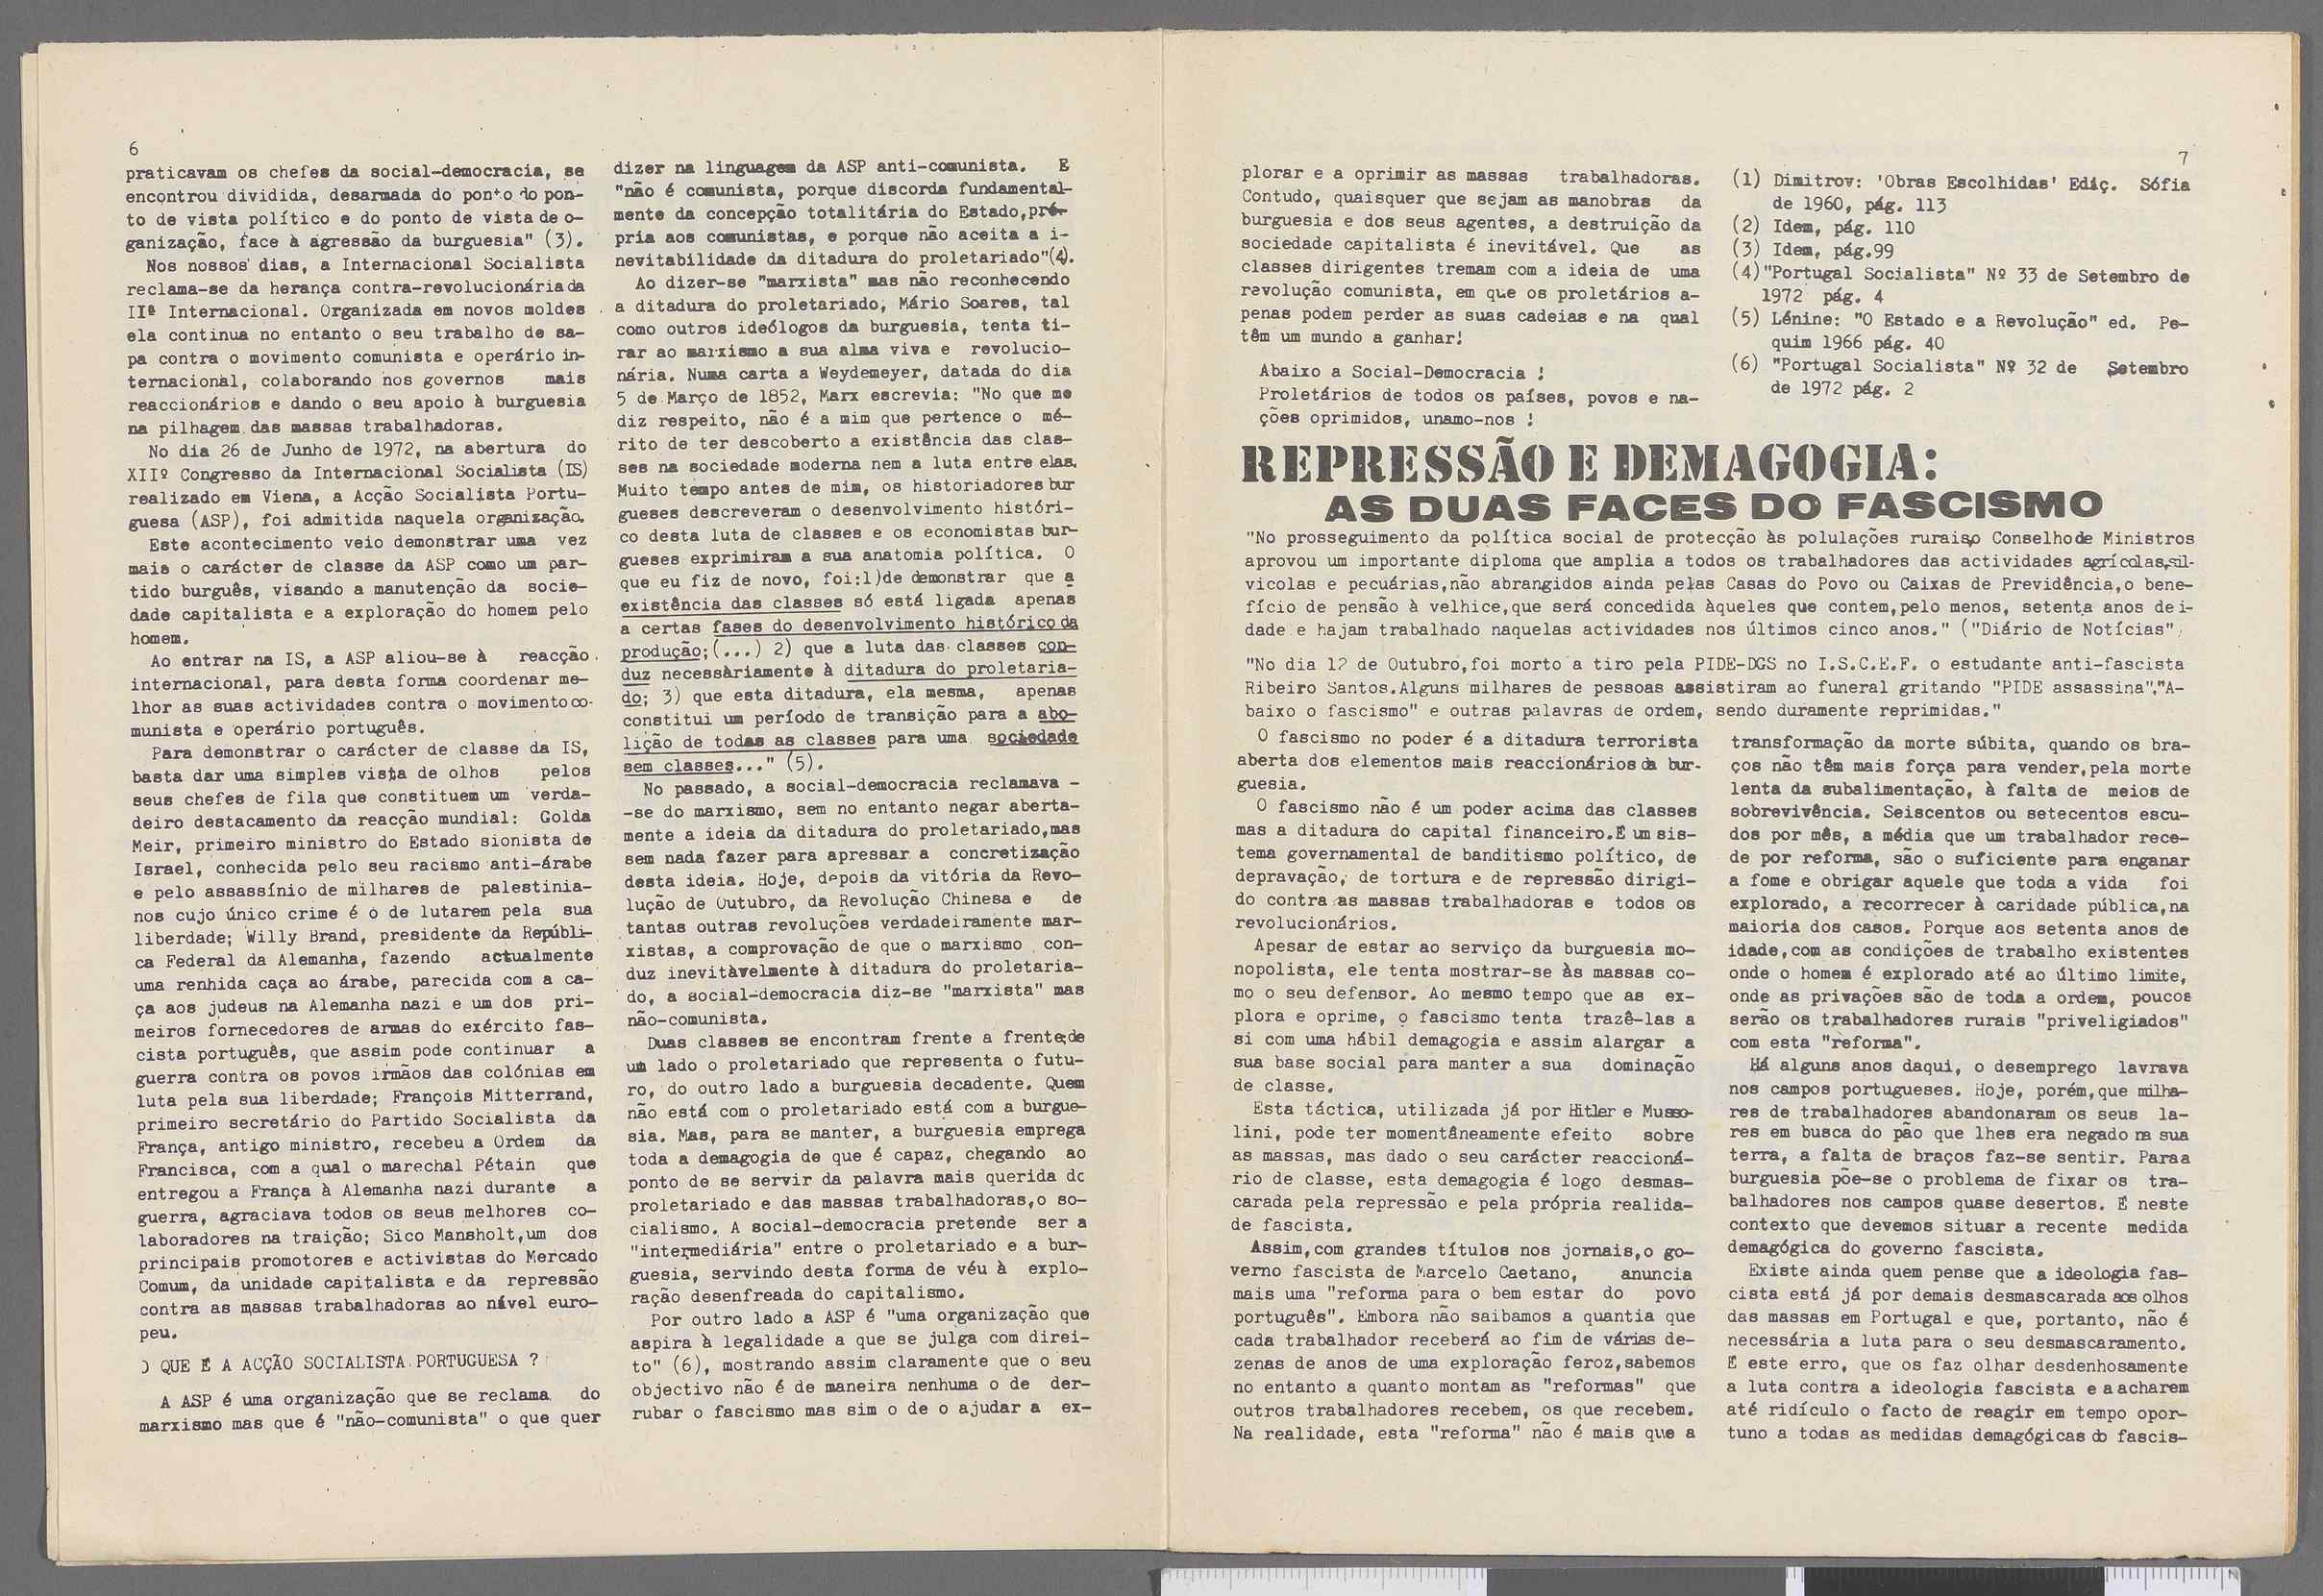 6
praticavam os chefes da social-democracia, se
encontrou dividida, desarmada do ponto do pon-
to de vista político e do ponto de vista de o-
ganização, face à agressão da burguesia" (3).
Nos nossos dias, a Internacional Socialista
reclama-se da herança contra-revolucionária da
IIª Internacional. Organizada em novos moldes
ela continua no entanto o seu trabalho de sa-
pa contra o movimento comunista e operário in-
ternacional, colaborando nos governos mais
reaccionários e dando o seu apoio à burguesia
na pilhagem das massas trabalhadoras.
No dia 26 de Junho de 1972, na abertura do
XIIº Congresso da Internacional Socialista (IS)
realizado em Viena, a Acção Socialista Portu-
guesa (ASP), foi admitida naquela organização.
Este acontecimento veio demonstrar uma vez
mais o carácter de classe da ASP como um par-
tido burguês, visando a manutenção da socie-
dade capitalista e a exploração do homem pelo
homem.
Ao entrar na IS, a ASP aliou-se à reacção
internacional, para desta forma coordenar me-
lhor as suas actividades contra o movimento co-
munista e operário português.
Para demonstrar o carácter de classe da IS,
basta dar uma simples vista de olhos pelos
seus chefes de fila que constituem um verda-
deiro destacamento da reacção mundial: Golda
Meir, primeiro ministro do Estado sionista de
Israel, conhecida pelo seu racismo anti-árabe
e pelo assassínio de milhares de palestinia-
nos cujo único crime é o de lutarem pela sua
liberdade; Willy Brand, presidente da Repúbli-
ca Federal da Alemanha, fazendo actualmente
uma renhida caça ao árabe, parecida com a ca-
ça aos judeus na Alemanha nazi e um dos pri-
meiros fornecedores de armas do exército fas-
cista português, que assim pode continuar a
guerra contra os povos irmãos das colónias em
luta pela sua liberdade; François Mitterrand,
primeiro secretário do Partido Socialista da
França, antigo ministro, recebeu a Ordem da
Francisca, com a qual o marechal Pétain que
entregou a França à Alemanha nazi durante a
guerra, agraciava todos os seus melhores co-
laboradores na traição; Sico Mansholt, um dos
principais promotores e activistas do Mercado
Comum, da unidade capitalista e da repressão
contra as massas trabalhadoras ao nível euro-
peu.
O QUE É A ACÇÃO SOCIALISTA PORTUGUESA ?
A ASP é uma organização que se reclama do
marxismo mas que é "não-comunista" o que quer
dizer na linguagem da ASP anti-comunista. E
"não é comunista, porque discorda fundamental-
mente da concepção totalitária do Estado, pró-
pria aos comunistas, e porque não aceita a i-
nevitabilidade da ditadura do proletariado"(4).
Ao dizer-se "marxista" mas não reconhecendo
a ditadura do proletariado, Mário Soares, tal
como outros ideólogos da burguesia, tenta ti-
rar ao marxismo a sua alma viva e revolucio-
nária. Numa carta a Weydemeyer, datada do dia
5 de Março de 1852, Marx escrevia: "No que me
diz respeito, não é a mim que pertence o mé-
rito de ter descoberto a existência das clas-
ses na sociedade moderna nem a luta entre elas.
Muito tempo antes de mim, os historiadores bur
gueses descreveram o desenvolvimento históri-
co desta luta de classes e os economistas bur-
gueses exprimiram a sua anatomia política. O
que eu fiz de novo, foi:1)de demonstrar que a
existência das classes só está ligada apenas
a certas fases do desenvolvimento histórico da
produção;(...) 2) que a luta das classes con-
duz necessàriamente à ditadura do proletaria-
do; 3) que esta ditadura, ela mesma, apenas
constitui um período de transição para a abo-
lição de todas as classes para uma sociedade
sem classes..." (5).
No passado, a social-democracia reclamava -
-se do marxismo, sem no entanto negar aberta-
mente a ideia da ditadura do proletariado, mas
sem nada fazer para apressar a concretização
desta ideia. Hoje, depois da vitória da Revo-
lução de Outubro, da Revolução Chinesa e de
tantas outras revoluções verdadeiramente mar-
xistas, a comprovação de que o marxismo con-
duz inevitàvelmente à ditadura do proletaria-
do, a social-democracia diz-se "marxista" mas
não-comunista.
Duas classes se encontram frente a frente;de
um lado o proletariado que representa o futu-
ro, do outro lado a burguesia decadente. Quem
não está com o proletariado está com a burgue-
sia. Mas, para se manter, a burguesia emprega
toda a demagogia de que é capaz, chegando ao
ponto de se servir da palavra mais querida do
proletariado e das massas trabalhadoras,o so-
cialismo. A social-democracia pretende ser a
"intermediária" entre o proletariado e a bur-
guesia, servindo desta forma de véu à explo-
ração desenfreada do capitalismo.
Por outro lado a ASP é "uma organização que
aspira à legalidade a que se julga com direi-
to" (6), mostrando assim claramente que o seu
objectivo não é de maneira nenhuma o de der-
rubar o fascismo mas sim o de o ajudar a ex-
7
plorar e a oprimir as massas trabalhadoras.
Contudo, quaisquer que sejam as manobras da
burguesia e dos seus agentes, a destruição da
sociedade capitalista é inevitável. Que as
classes dirigentes tremam com a ideia de uma
revolução comunista, em que os proletários a-
penas podem perder as suas cadeias e na qual
têm um mundo a ganhar!
Abaixo a Social-Democracia !
Proletários de todos os países, povos e na-
ções oprimidos, unamo-nos !
(1) Dimitrov: 'Obras Escolhidas' Ediç. Sófia
de 1960, pág. 113
(2) Idem, pág. 110
(3) Idem, pág.99
(4)"Portugal Socialista" Nº 33 de Setembro de
1972 pág. 4
(5) Lénine: "O Estado e a Revolução" ed. Pe-
quim 1966 pág. 40
(6) "Portugal Socialista" Nº 32 de Setembro
de 1972 pág. 2
REPRESSÃO E DEMAGOGIA:
AS DUAS FACES DO FASCISMO
"No prosseguimento da política social de protecção às polulações rurais,o Conselho de Ministros
aprovou um importante diploma que amplia a todos os trabalhadores das actividades agrícolas,sil-
vicolas e pecuárias,não abrangidos ainda pelas Casas do Povo ou Caixas de Previdência,o bene-
fício de pensão à velhice,que será concedida àqueles que contem,pelo menos, setenta anos de i-
dade e hajam trabalhado naquelas actividades nos últimos cinco anos." ("Diário de Notícias"
"No dia 12 de Outubro,foi morto a tiro pela PIDE-DGS no I.S.C.E.F. o estudante anti-fascista
Ribeiro Santos.Alguns milhares de pessoas assistiram ao funeral gritando "PIDE assassina","A-
baixo o fascismo" e outras palavras de ordem, sendo duramente reprimidas."
O fascismo no poder é a ditadura terrorista
aberta dos elementos mais reaccionários da bur-
guesia.
O fascismo não é um poder acima das classes
mas a ditadura do capital financeiro.É um sis-
tema governamental de banditismo político, de
depravação, de tortura e de repressão dirigi-
do contra as massas trabalhadoras e todos os
revolucionários.
Apesar de estar ao serviço da burguesia mo-
nopolista, ele tenta mostrar-se às massas co-
mo o seu defensor. Ao mesmo tempo que as ex-
plora e oprime, o fascismo tenta trazê-las a
si com uma hábil demagogia e assim alargar a
sua base social para manter a sua dominação
de classe.
Esta táctica, utilizada já por Hitler e Musso-
lini, pode ter momentâneamente efeito sobre
as massas, mas dado o seu carácter reaccioná-
rio de classe, esta demagogia é logo desmas-
carada pela repressão e pela própria realida-
de fascista.
Assim,com grandes títulos nos jornais,o go-
verno fascista de Marcelo Caetano, anuncia
mais uma "reforma para o bem estar do povo
português". Embora não saibamos a quantia que
cada trabalhador receberá ao fim de várias de-
zenas de anos de uma exploração feroz,sabemos
no entanto a quanto montam as "reformas" que
outros trabalhadores recebem, os que recebem.
Na realidade, esta "reforma" não é mais que a
transformação da morte súbita, quando os bra-
ços não têm mais força para vender,pela morte
lenta da subalimentação, à falta de meios de
sobrevivência. Seiscentos ou setecentos escu-
dos por mês, a média que um trabalhador rece-
de por reforma, são o suficiente para enganar
a fome e obrigar aquele que toda a vida foi
explorado, a recorrecer à caridade pública,na
maioria dos casos. Porque aos setenta anos de
idade,com as condições de trabalho existentes
onde o homem é explorado até ao último limite,
onde as privações são de toda a ordem, poucos
serão os trabalhadores rurais "priveligiados"
com esta "reforma".
Há alguns anos daqui, o desemprego lavrava
nos campos portugueses. Hoje, porém,que milha-
res de trabalhadores abandonaram os seus la-
res em busca do pão que lhes era negado na sua
terra, a falta de braços faz-se sentir. Para a
burguesia põe-se o problema de fixar os tra-
balhadores nos campos quase desertos. É neste
contexto que devemos situar a recente medida
demagógica do governo fascista.
Existe ainda quem pense que a ideologia fas-
cista está já por demais desmascarada aos olhos
das massas em Portugal e que, portanto, não é
necessária a luta para o seu desmascaramento.
É este erro, que os faz olhar desdenhosamente
a luta contra a ideologia fascista e a acharem
até ridículo o facto de reagir em tempo opor-
tuno a todas as medidas demagógicas do fascis-